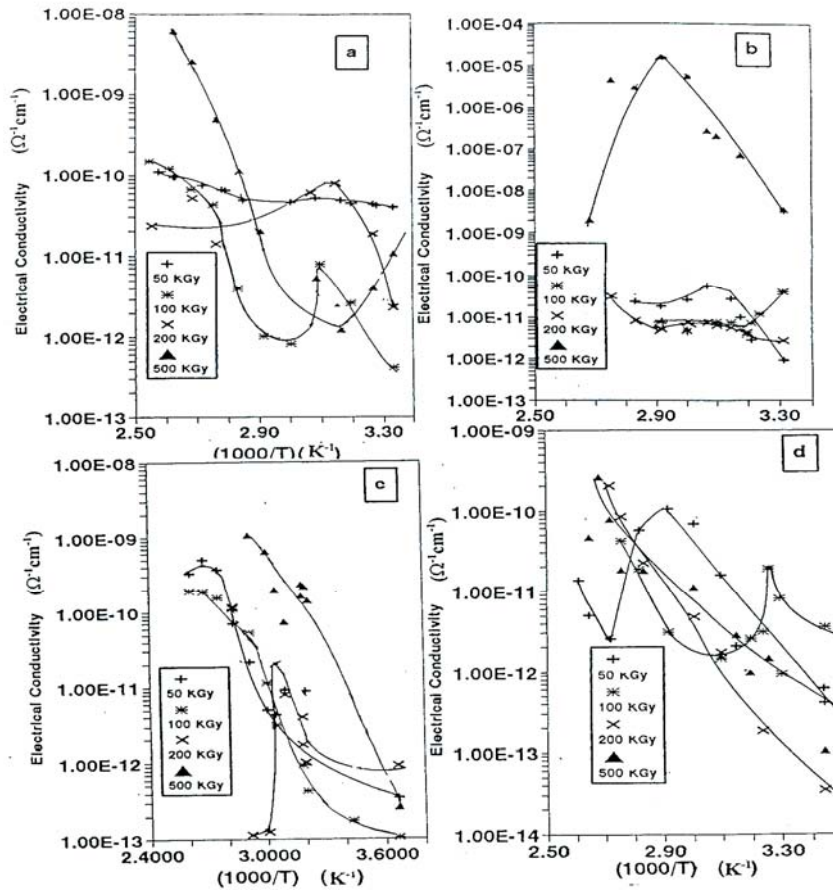 a
1.00E-08
1.00E-09
1.00E-10
1.00E-11
1.00E-12
1.00E-13
Electrical Conductivity (Ω⁻¹cm⁻¹)
50 KGy
100 KGy
200 KGy
500 KGy
2.50 2.90 3.30
(1000/T)(K⁻¹)
b
1.00E-04
1.00E-05
1.00E-06
1.00E-07
1.00E-08
1.00E-09
1.00E-10
1.00E-11
1.00E-12
1.00E-13
Electrical Conductivity (Ω⁻¹cm⁻¹)
50 KGy
100 KGy
200 KGy
500 KGy
2.50 2.90 3.30
(1000/T) (K⁻¹)
c
1.00E-08
1.00E-09
1.00E-10
1.00E-11
1.00E-12
1.00E-13
Electrical Conductivity (Ω⁻¹cm⁻¹)
50 KGy
100 KGy
200 KGy
500 KGy
2.4000 3.0000 3.6000
(1000/T) (K⁻¹)
d
1.00E-09
1.00E-10
1.00E-11
1.00E-12
1.00E-13
1.00E-14
Electrical Conductivity (Ω⁻¹cm⁻¹)
50 KGy
100 KGy
200 KGy
500 KGy
2.50 2.90 3.30
(1000/T) (K⁻¹)